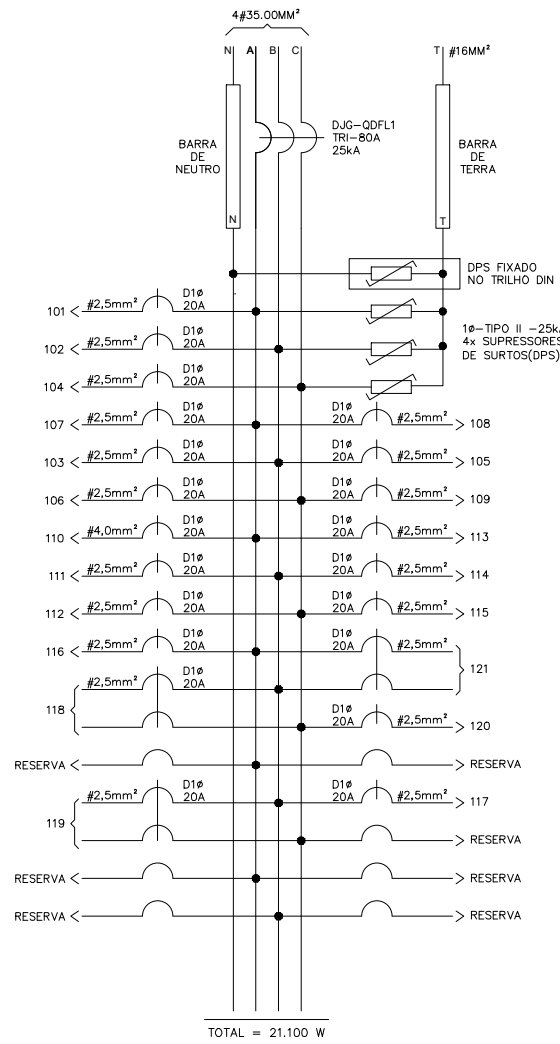 4#35.00MM²
N A B C T #16MM²
BARRA
DE
NEUTRO
DJG-QDFL1
TRI-80A
25kA
BARRA
DE
TERRA
N T
DPS FIXADO
NO TRILHO DIN
1ø-TIPO II -25k
4x SUPRESSORES
DE SURTOS(DPS)
101 #2,5mm² D1ø 20A
102 #2,5mm² D1ø 20A
104 #2,5mm² D1ø 20A
107 #2,5mm² D1ø 20A D1ø 20A #2,5mm² 108
103 #2,5mm² D1ø 20A D1ø 20A #2,5mm² 105
106 #2,5mm² D1ø 20A D1ø 20A #2,5mm² 109
110 #4,0mm² D1ø 20A D1ø 20A #2,5mm² 113
111 #2,5mm² D1ø 20A D1ø 20A #2,5mm² 114
112 #2,5mm² D1ø 20A D1ø 20A #2,5mm² 115
116 #2,5mm² D1ø 20A D1ø 20A #2,5mm² 121
118 #2,5mm² D1ø 20A
D1ø 20A #2,5mm² 120
RESERVA RESERVA
119 #2,5mm² D1ø 20A D1ø 20A #2,5mm² 117
RESERVA
RESERVA RESERVA
RESERVA RESERVA
TOTAL = 21.100 W